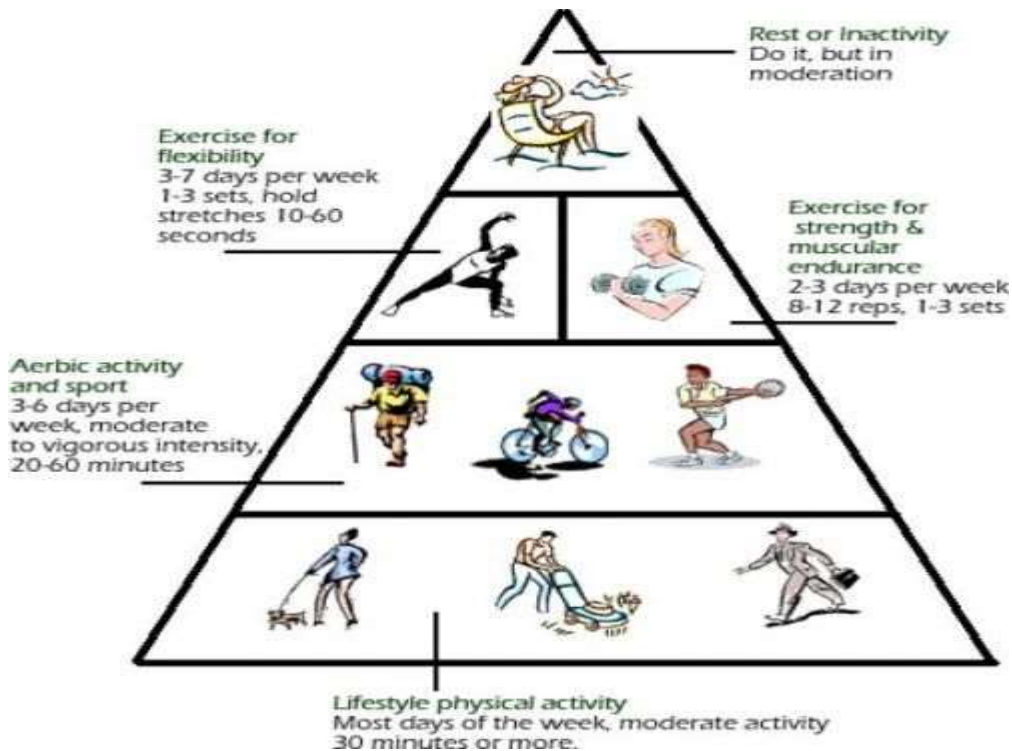 Rest or Inactivity
Do it, but in
moderation
Exercise for
flexibility
3-7 days per week
1-3 sets, hold
stretches 10-60
seconds
Exercise for
strength &
muscular
endurance
2-3 days per week
8-12 reps, 1-3 sets
Aerbic activity
and sport
3-6 days per
week, moderate
to vigorous intensity,
20-60 minutes
Lifestyle physical activity
Most days of the week, moderate activity
30 minutes or more.